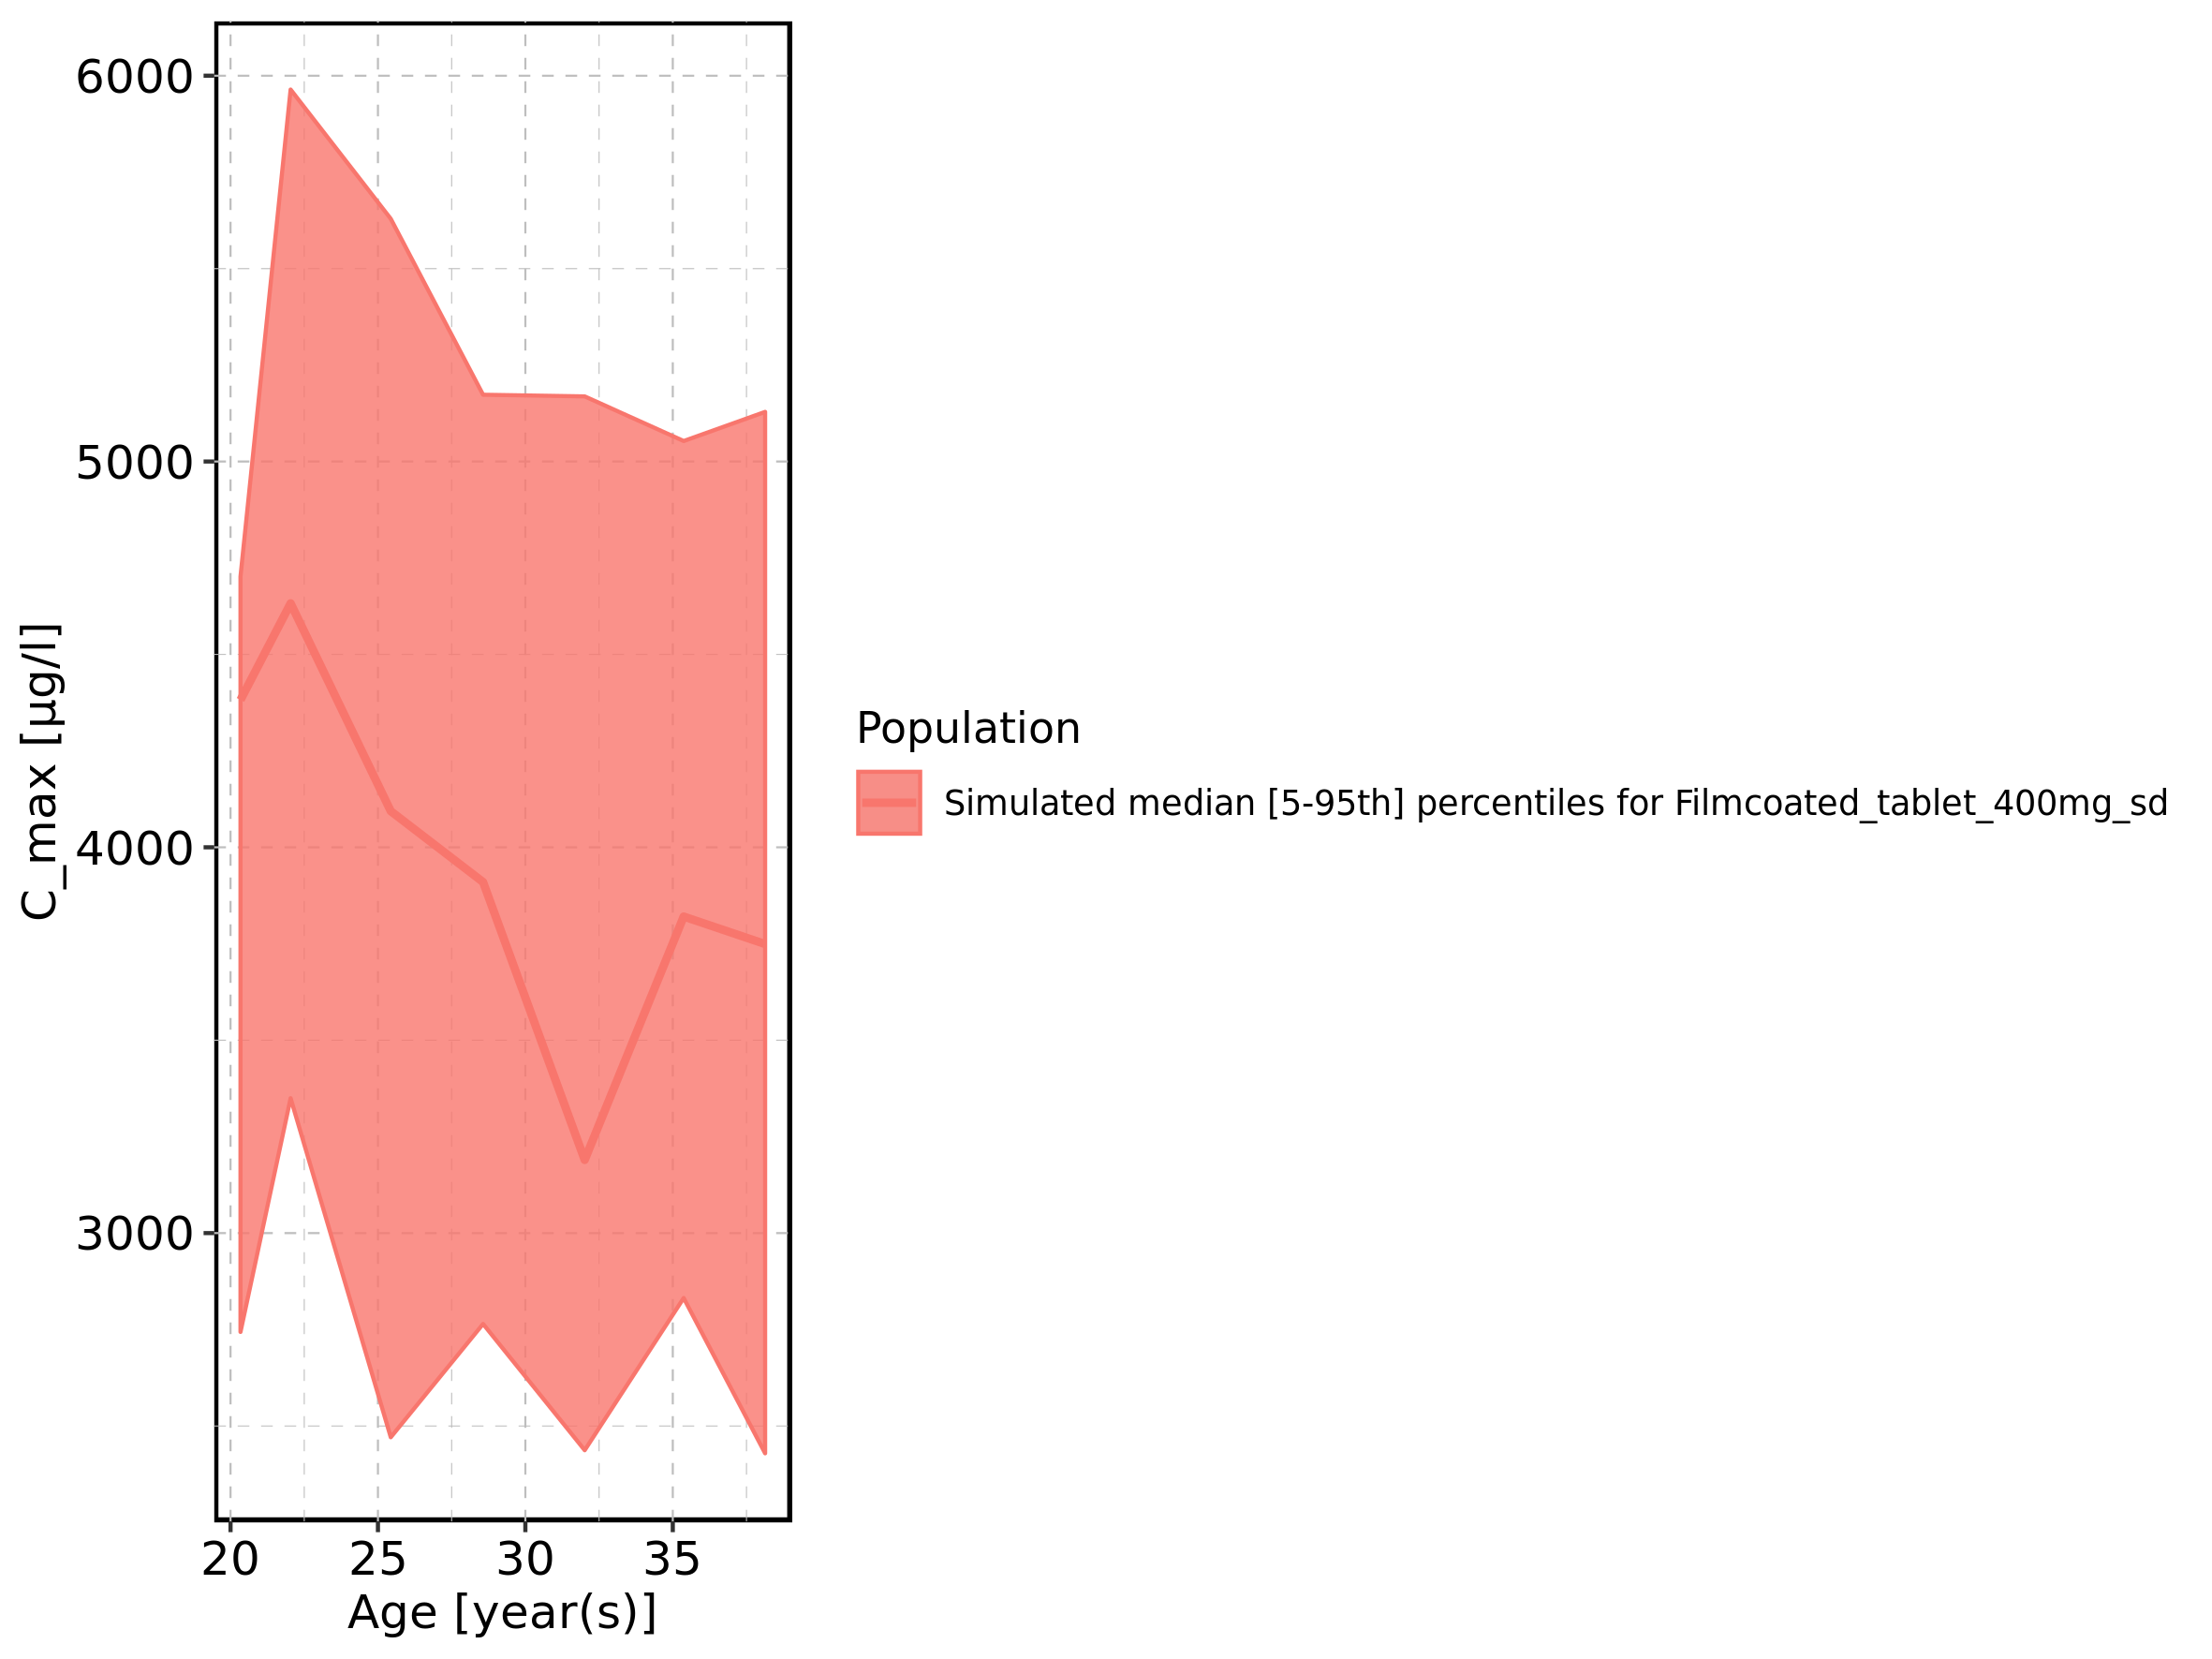 6000
5000
4000
3000
C_max [µg/l]
20 25 30 35
Age [year(s)]
Population
Simulated median [5-95th] percentiles for Filmcoated_tablet_400mg_sd